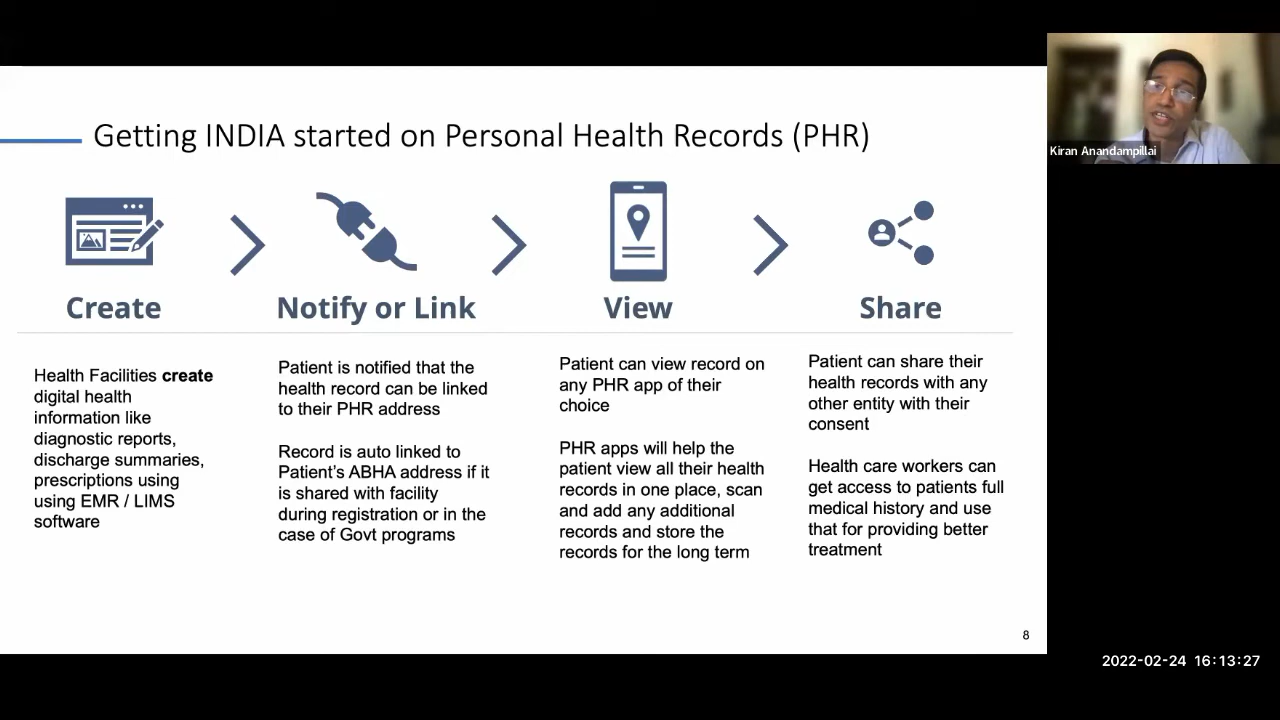 Getting INDIA started on Personal Health Records (PHR)
Kiran Anandampillai
Create
Notify or Link
View
Share
Health Facilities create
digital health
information like
diagnostic reports,
discharge summaries,
prescriptions using
using EMR / LIMS
software
Patient is notified that the
health record can be linked
to their PHR address
Record is auto linked to
Patient's ABHA address if it
is shared with facility
during registration or in the
case of Govt programs
Patient can view record on
any PHR app of their
choice
PHR apps will help the
patient view all their health
records in one place, scan
and add any additional
records and store the
records for the long term
Patient can share their
health records with any
other entity with their
consent
Health care workers can
get access to patients full
medical history and use
that for providing better
treatment
8
2022-02-24 16:13:27